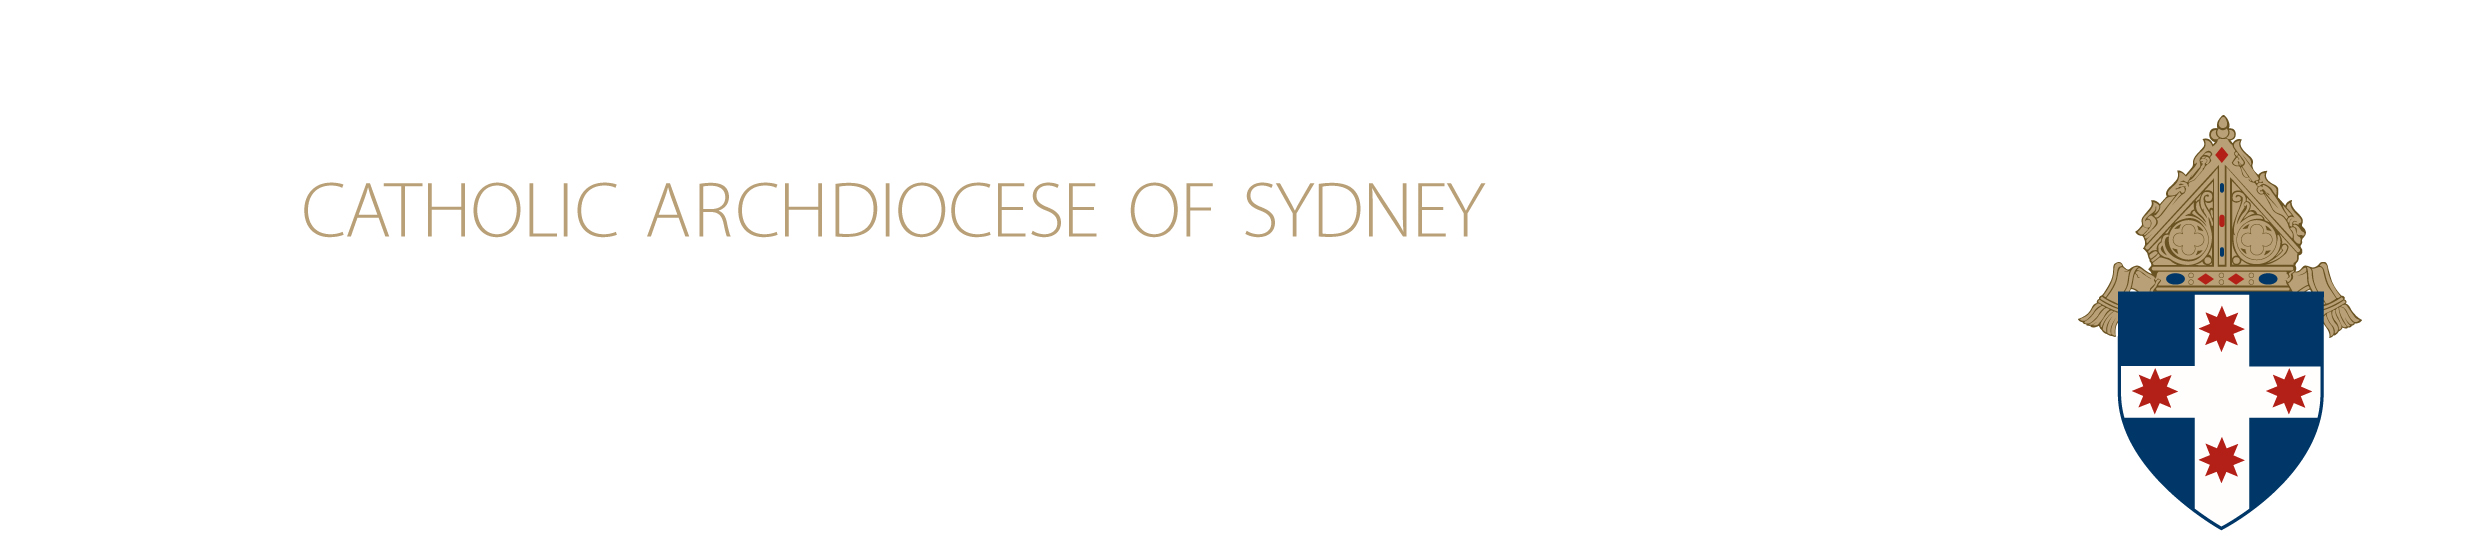 CATHOLIC ARCHDIOCESE OF SYDNEY